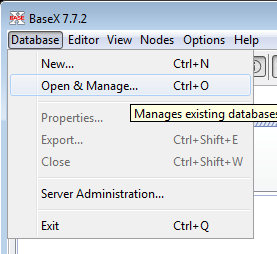 BASE BaseX 7.7.2
Database Editor View Nodes Options Help
New... Ctrl+N
Open & Manage... Ctrl+O
Manages existing databases
Properties...
Export... Ctrl+Shift+E
Close Ctrl+Shift+W
Server Administration...
Exit Ctrl+Q